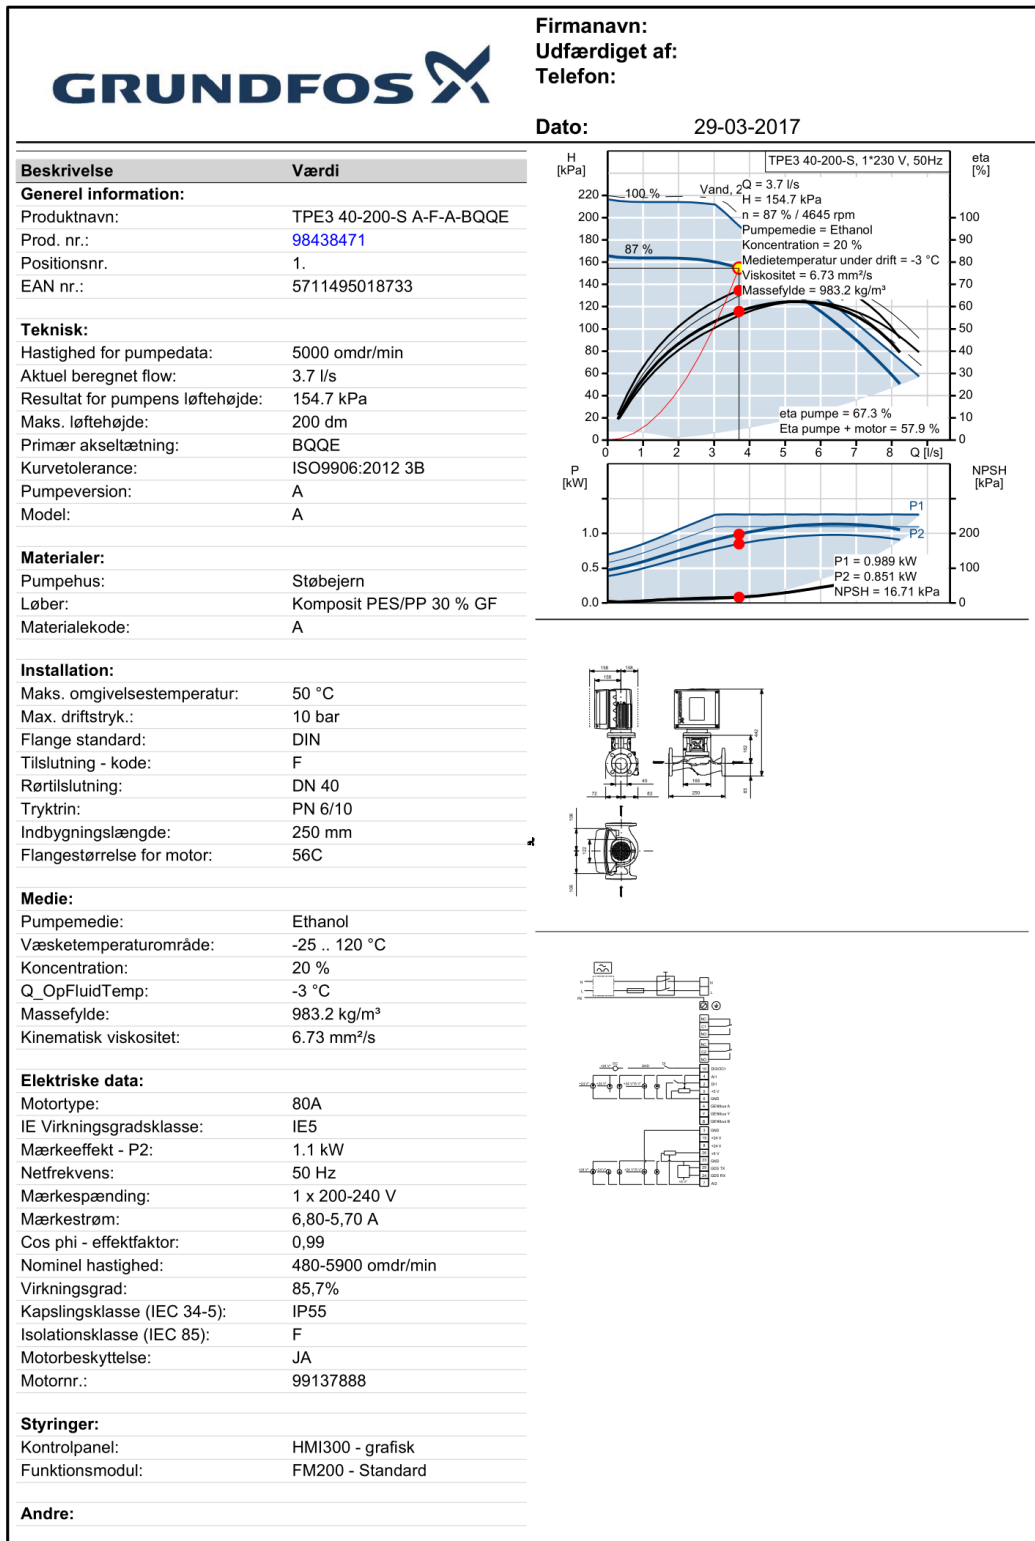 GRUNDFOS
Firmanavn:
Udfærdiget af:
Telefon:
Dato: 29-03-2017
Beskrivelse Værdi
Generel information:
Produktnavn: TPE3 40-200-S A-F-A-BQQE
Prod. nr.: 98438471
Positionsnr. 1.
EAN nr.: 5711495018733
Teknisk:
Hastighed for pumpedata: 5000 omdr/min
Aktuel beregnet flow: 3.7 l/s
Resultat for pumpens løftehøjde: 154.7 kPa
Maks. løftehøjde: 200 dm
Primær akseltætning: BQQE
Kurvetolerance: ISO9906:2012 3B
Pumpeversion: A
Model: A
Materialer:
Pumpehus: Støbejern
Løber: Komposit PES/PP 30 % GF
Materialekode: A
Installation:
Maks. omgivelsestemperatur: 50 °C
Max. driftstryk.: 10 bar
Flange standard: DIN
Tilslutning - kode: F
Rørtilslutning: DN 40
Tryktrin: PN 6/10
Indbygningslængde: 250 mm
Flangestørrelse for motor: 56C
Medie:
Pumpemedie: Ethanol
Væsketemperaturområde: -25 .. 120 °C
Koncentration: 20 %
Q_OpFluidTemp: -3 °C
Massefylde: 983.2 kg/m³
Kinematisk viskositet: 6.73 mm²/s
Elektriske data:
Motortype: 80A
IE Virkningsgradsklasse: IE5
Mærkeeffekt - P2: 1.1 kW
Netfrekvens: 50 Hz
Mærkespænding: 1 x 200-240 V
Mærkestrøm: 6,80-5,70 A
Cos phi - effektfaktor: 0,99
Nominel hastighed: 480-5900 omdr/min
Virkningsgrad: 85,7%
Kapslingsklasse (IEC 34-5): IP55
Isolationsklasse (IEC 85): F
Motorbeskyttelse: JA
Motornr.: 99137888
Styringer:
Kontrolpanel: HMI300 - grafisk
Funktionsmodul: FM200 - Standard
Andre:
H
[kPa]
TPE3 40-200-S, 1*230 V, 50Hz
eta
[%]
100 %
Vand, 2
87 %
Q = 3.7 l/s
H = 154.7 kPa
n = 87 % / 4645 rpm
Pumpemedie = Ethanol
Koncentration = 20 %
Medietemperatur under drift = -3 °C
Viskositet = 6.73 mm²/s
Massefylde = 983.2 kg/m³
220
200
180
160
140
120
100
80
60
40
20
0
100
90
80
70
60
50
40
30
20
10
0
eta pumpe = 67.3 %
Eta pumpe + motor = 57.9 %
0 1 2 3 4 5 6 7 8 Q [l/s]
P
[kW]
NPSH
[kPa]
1.0
0.5
0.0
200
100
0
P1
P2
P1 = 0.989 kW
P2 = 0.851 kW
NPSH = 16.71 kPa